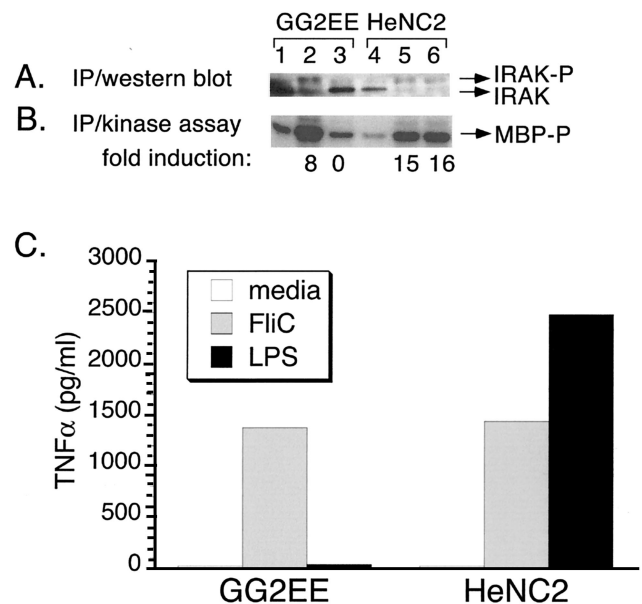 GG2EE HeNC2
1 2 3 4 5 6
A. IP/western blot IRAK-P
IRAK
B. IP/kinase assay MBP-P
fold induction: 8 0 15 16
C.
3000
2500
2000
1500
1000
500
0
TNFα (pg/ml)
media
FliC
LPS
GG2EE HeNC2